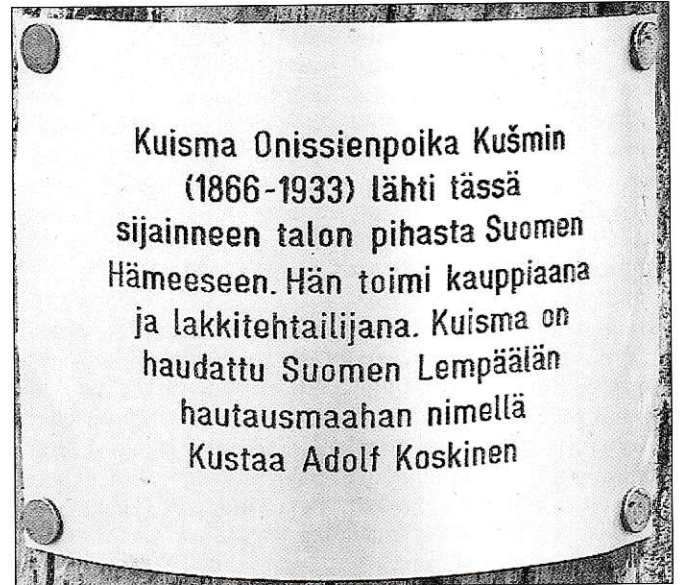 Kuisma Onissienpoika Kušmin
(1866-1933) lähti tässä
sijainneen talon pihasta Suomen
Hämeeseen. Hän toimi kauppiaana
ja lakkitehtailijana. Kuisma on
haudattu Suomen Lempäälän
hautausmaahan nimellä
Kustaa Adolf Koskinen